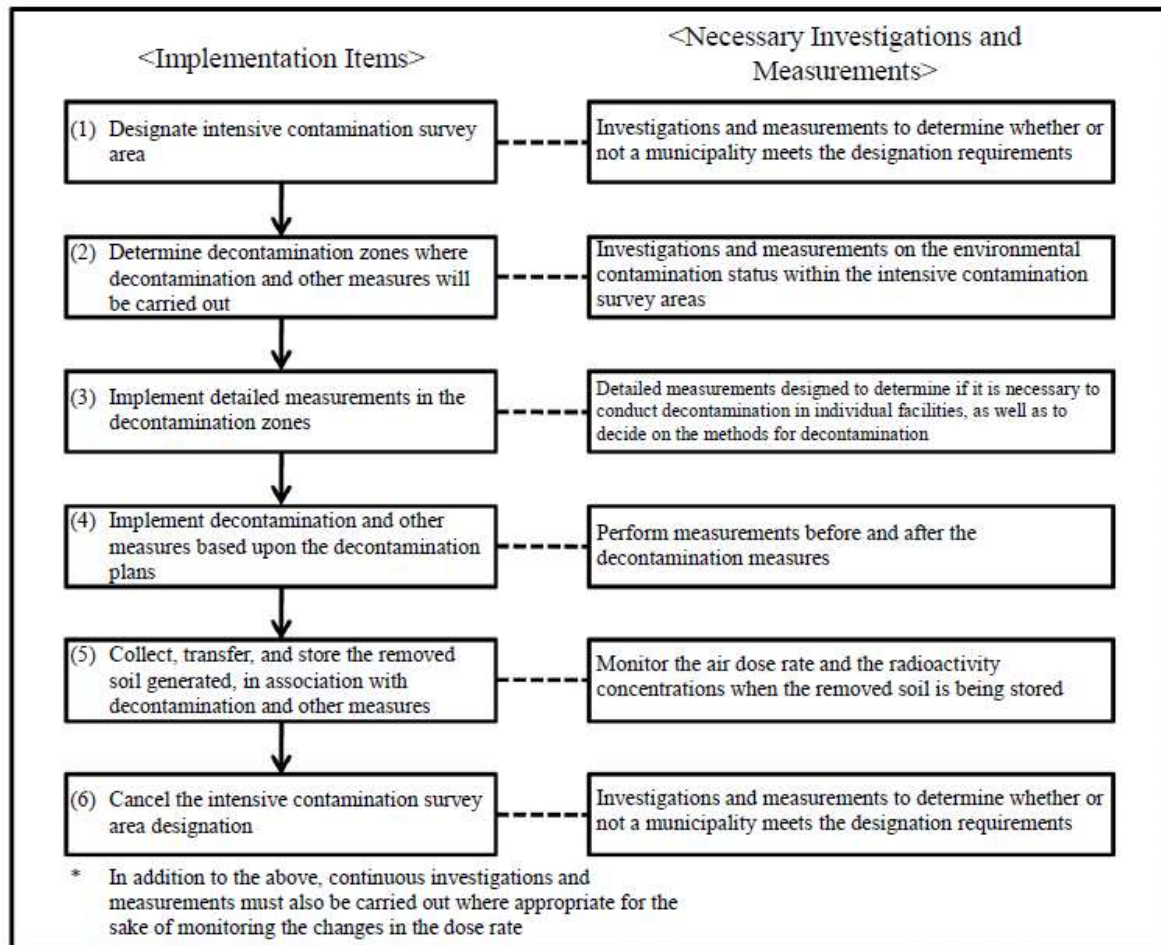 <Implementation Items>
<Necessary Investigations and
Measurements>
(1) Designate intensive contamination survey
area
Investigations and measurements to determine whether or
not a municipality meets the designation requirements
(2) Determine decontamination zones where
decontamination and other measures will
be carried out
Investigations and measurements on the environmental
contamination status within the intensive contamination
survey areas
(3) Implement detailed measurements in the
decontamination zones
Detailed measurements designed to determine if it is necessary to
conduct decontamination in individual facilities, as well as to
decide on the methods for decontamination
(4) Implement decontamination and other
measures based upon the decontamination
plans
Perform measurements before and after the
decontamination measures
(5) Collect, transfer, and store the removed
soil generated, in association with
decontamination and other measures
Monitor the air dose rate and the radioactivity
concentrations when the removed soil is being stored
(6) Cancel the intensive contamination survey
area designation
Investigations and measurements to determine whether or
not a municipality meets the designation requirements
* In addition to the above, continuous investigations and
measurements must also be carried out where appropriate for the
sake of monitoring the changes in the dose rate